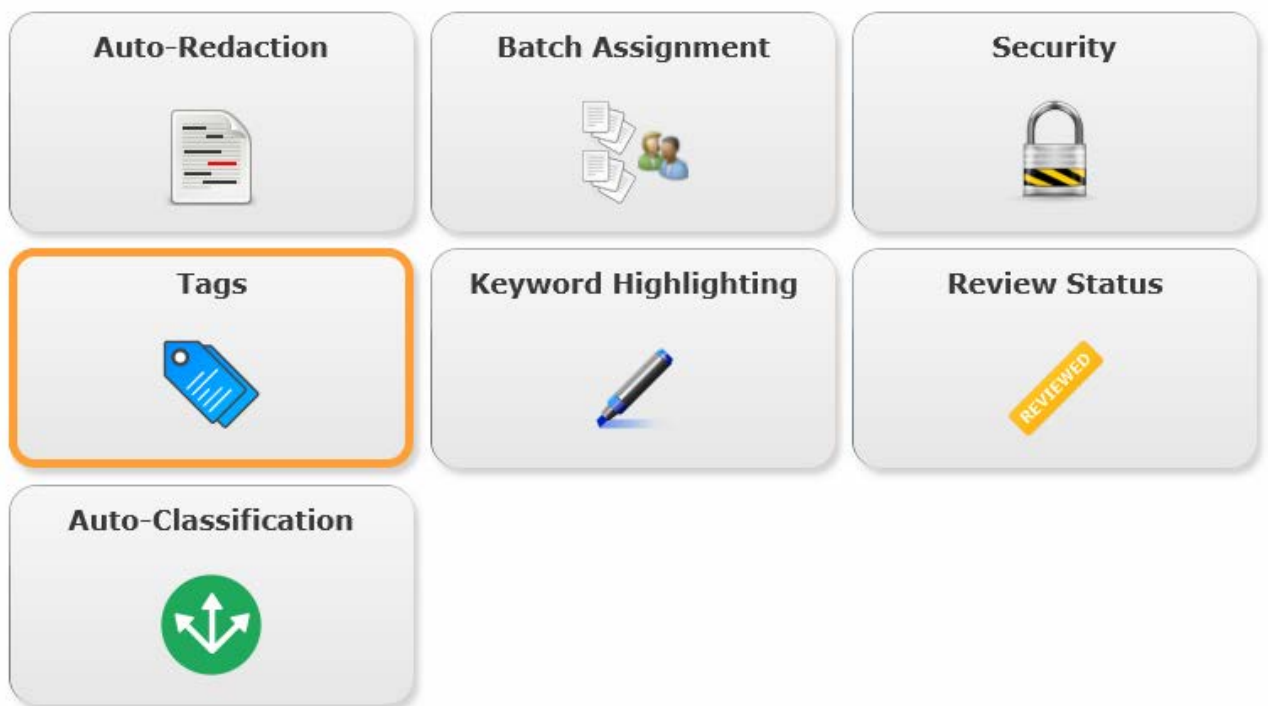 Auto-Redaction
Batch Assignment
Security
Tags
Keyword Highlighting
Review Status
REVIEWED
Auto-Classification